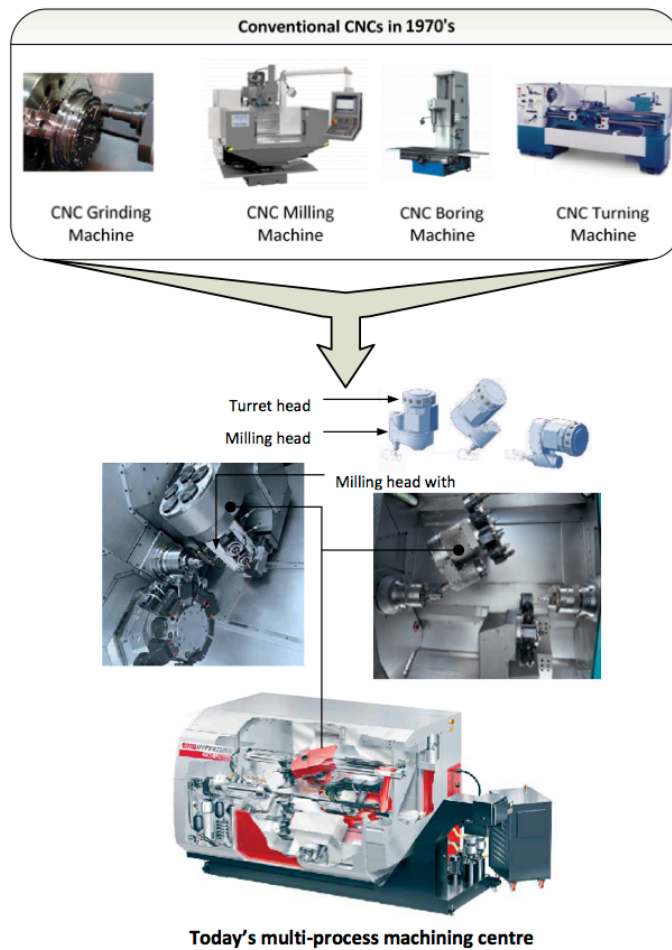 Conventional CNCs in 1970's
CNC Grinding
Machine
CNC Milling
Machine
CNC Boring
Machine
CNC Turning
Machine
Turret head
Milling head
Milling head with
Today's multi-process machining centre